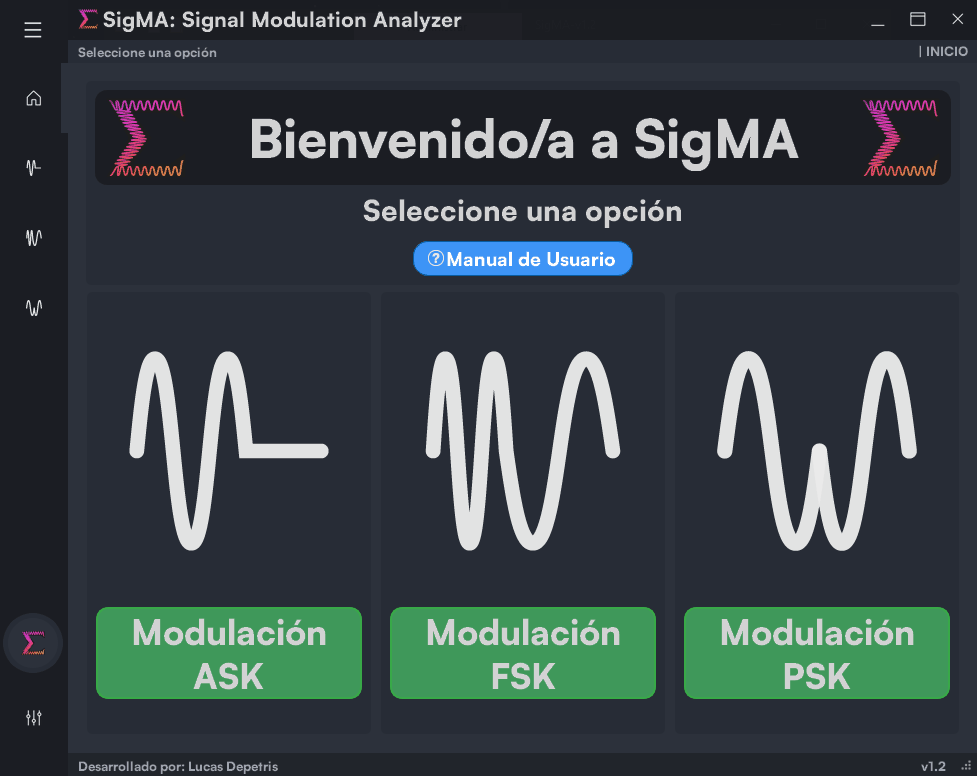 SigMA: Signal Modulation Analyzer
Seleccione una opción
| INICIO
Bienvenido/a a SigMA
Seleccione una opción
Manual de Usuario
Modulación
ASK
Modulación
FSK
Modulación
PSK
Desarrollado por: Lucas Depetris
v1.2